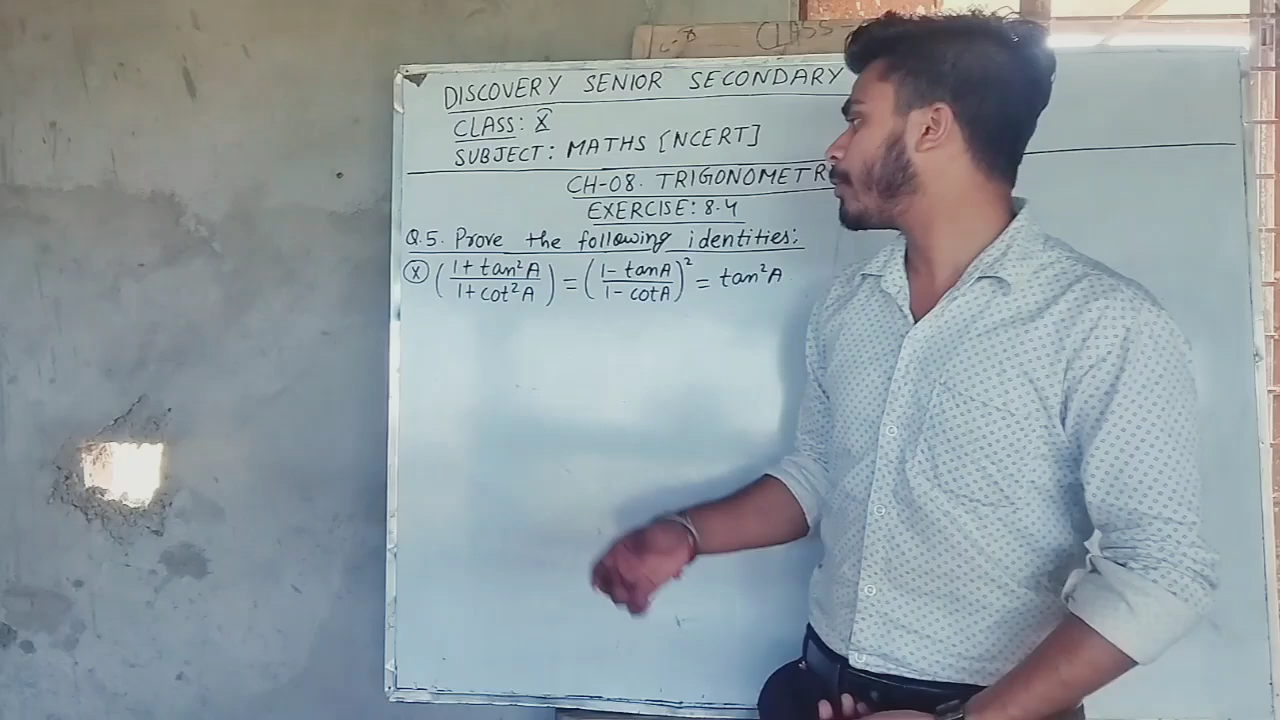 CLASS-
DISCOVERY SENIOR SECONDARY
CLASS: X
SUBJECT: MATHS [NCERT]
CH-08. TRIGONOMETR
EXERCISE: 8.4
Q.5. Prove the following identities:
(x) ((1 + tan²A)/(1 + cot²A)) = ((1 - tanA)/(1 - cotA))² = tan²A